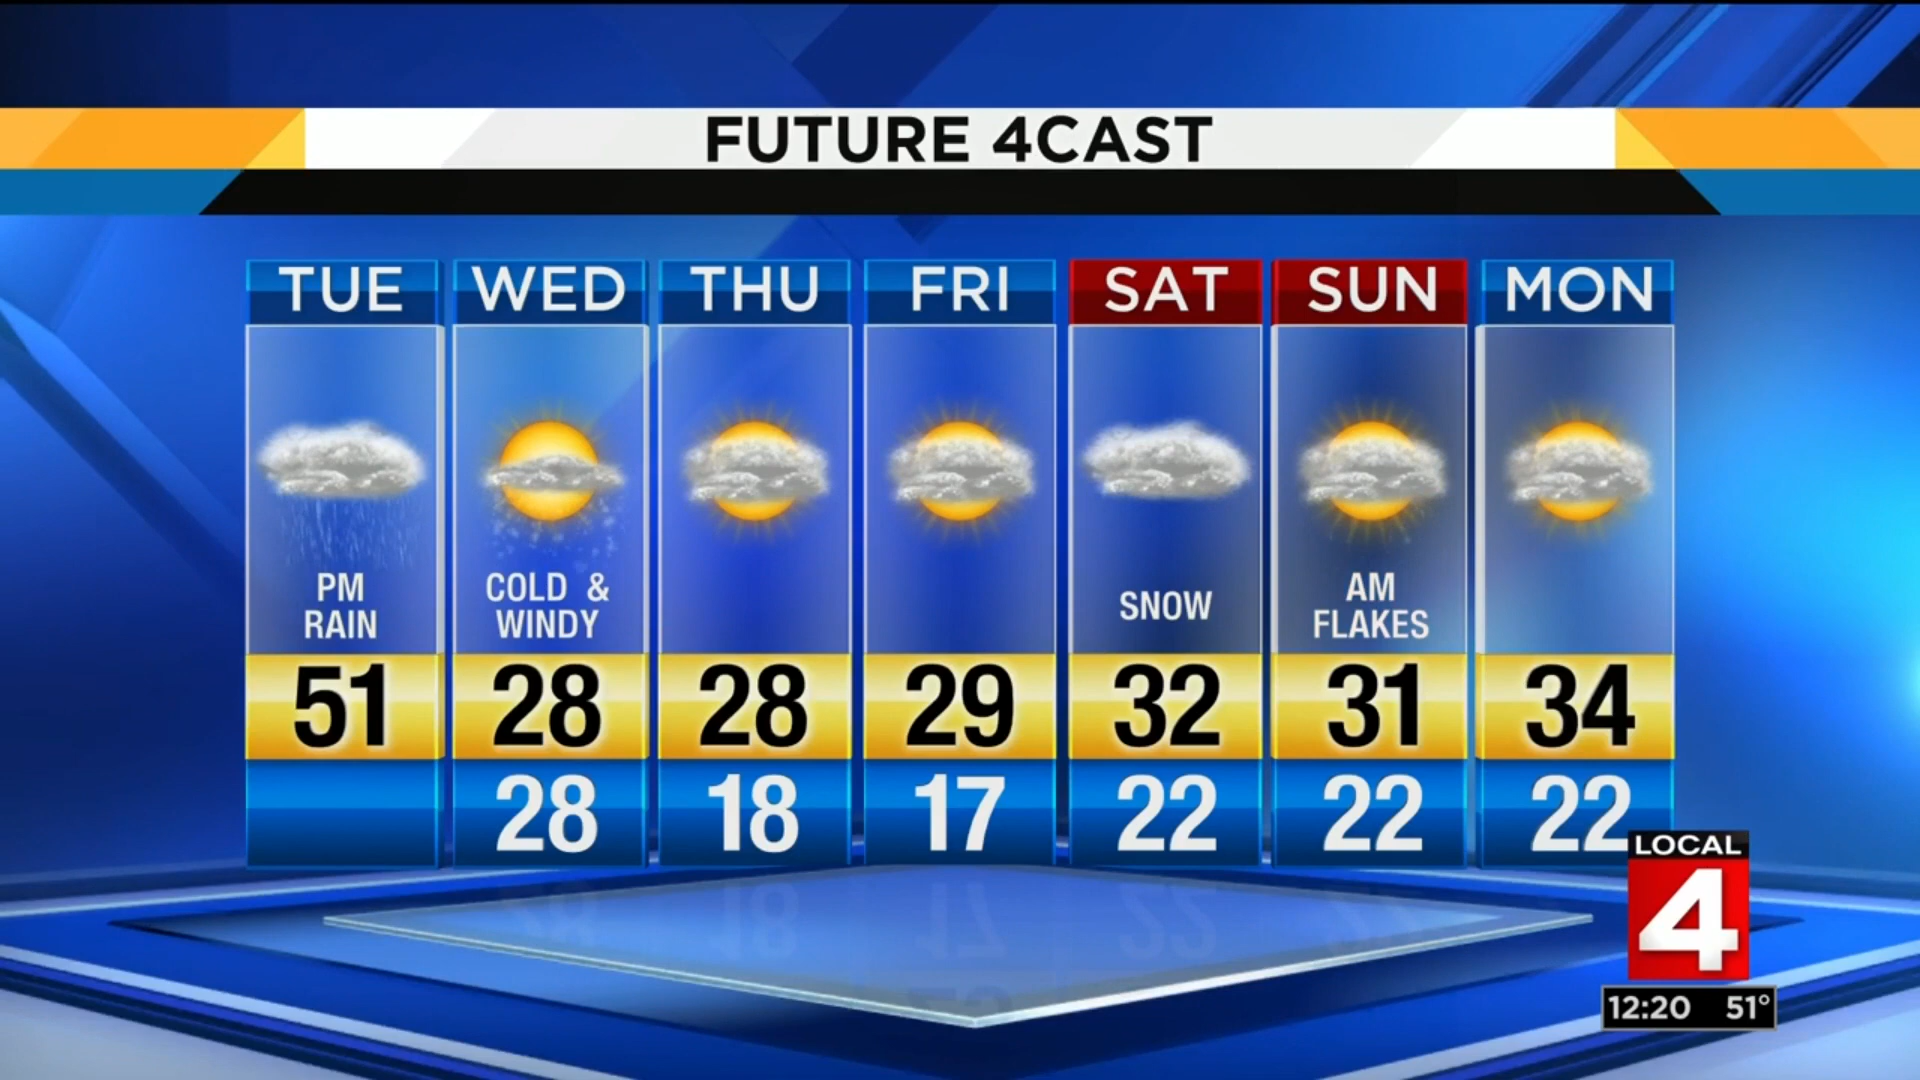 FUTURE 4CAST
TUE WED THU FRI SAT SUN MON
PM
RAIN
COLD & 
WINDY
SNOW
AM
FLAKES
51 28 28 29 32 31 34
28 18 17 22 22 22
LOCAL
4
12:20 51°